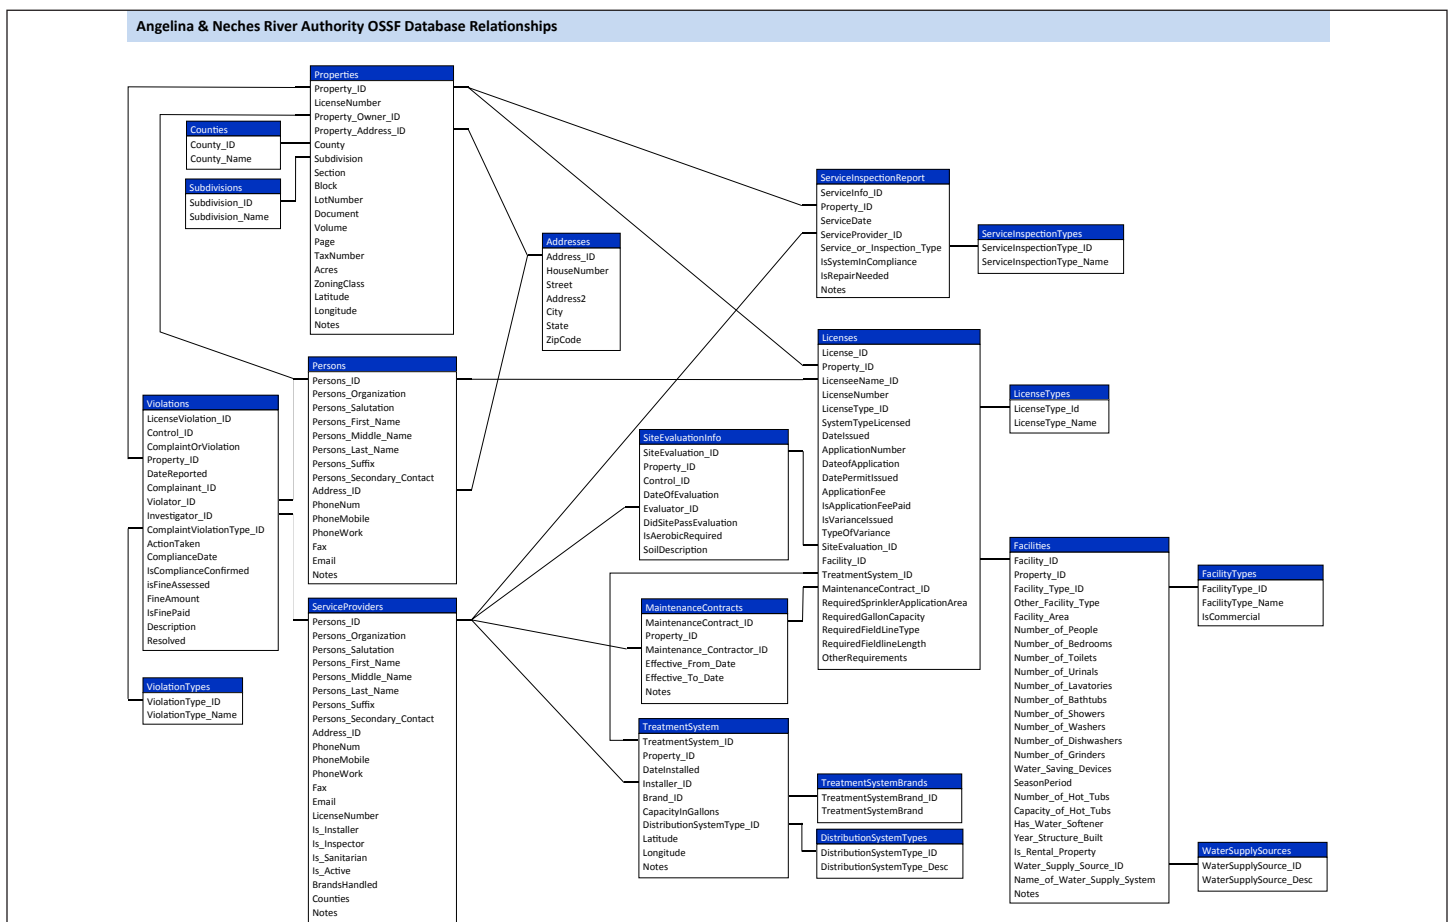 Angelina & Neches River Authority OSSF Database Relationships
Properties
Property_ID
LicenseNumber
Property_Owner_ID
Property_Address_ID
County
Subdivision
Section
Block
LotNumber
Document
Volume
Page
TaxNumber
Acres
ZoningClass
Latitude
Longitude
Notes
Counties
County_ID
County_Name
Subdivisions
Subdivision_ID
Subdivision_Name
Addresses
Address_ID
HouseNumber
Street
Address2
City
State
ZipCode
ServiceInspectionReport
ServiceInfo_ID
Property_ID
ServiceDate
ServiceProvider_ID
Service_or_Inspection_Type
IsSystemInCompliance
IsRepairNeeded
Notes
ServiceInspectionTypes
ServiceInspectionType_ID
ServiceInspectionType_Name
Persons
Persons_ID
Persons_Organization
Persons_Salutation
Persons_First_Name
Persons_Middle_Name
Persons_Last_Name
Persons_Suffix
Persons_Secondary_Contact
Address_ID
PhoneNum
PhoneMobile
PhoneWork
Fax
Email
Notes
Violations
LicenseViolation_ID
Control_ID
ComplaintOrViolation
Property_ID
DateReported
Complainant_ID
Violator_ID
Investigator_ID
ComplaintViolationType_ID
ActionTaken
ComplianceDate
IsComplianceConfirmed
isFineAssessed
FineAmount
IsFinePaid
Description
Resolved
ViolationTypes
ViolationType_ID
ViolationType_Name
ServiceProviders
Persons_ID
Persons_Organization
Persons_Salutation
Persons_First_Name
Persons_Middle_Name
Persons_Last_Name
Persons_Suffix
Persons_Secondary_Contact
Address_ID
PhoneNum
PhoneMobile
PhoneWork
Fax
Email
LicenseNumber
Is_Installer
Is_Inspector
Is_Sanitarian
Is_Active
BrandsHandled
Counties
Notes
SiteEvaluationInfo
SiteEvaluation_ID
Property_ID
Control_ID
DateOfEvaluation
Evaluator_ID
DidSitePassEvaluation
IsAerobicRequired
SoilDescription
MaintenanceContracts
MaintenanceContract_ID
Property_ID
Maintenance_Contractor_ID
Effective_From_Date
Effective_To_Date
Notes
TreatmentSystem
TreatmentSystem_ID
Property_ID
DateInstalled
Installer_ID
Brand_ID
CapacityInGallons
DistributionSystemType_ID
Latitude
Longitude
Notes
Licenses
License_ID
Property_ID
LicenseeName_ID
LicenseNumber
LicenseType_ID
SystemTypeLicensed
DateIssued
ApplicationNumber
DateofApplication
DatePermitIssued
ApplicationFee
IsApplicationFeePaid
IsVarianceIssued
TypeOfVariance
SiteEvaluation_ID
Facility_ID
TreatmentSystem_ID
MaintenanceContract_ID
RequiredSprinklerApplicationArea
RequiredGallonCapacity
RequiredFieldLineType
RequiredFieldlineLength
OtherRequirements
LicenseTypes
LicenseType_Id
LicenseType_Name
TreatmentSystemBrands
TreatmentSystemBrand_ID
TreatmentSystemBrand
DistributionSystemTypes
DistributionSystemType_ID
DistributionSystemType_Desc
Facilities
Facility_ID
Property_ID
Facility_Type_ID
Other_Facility_Type
Facility_Area
Number_of_People
Number_of_Bedrooms
Number_of_Toilets
Number_of_Urinals
Number_of_Lavatories
Number_of_Bathtubs
Number_of_Showers
Number_of_Washers
Number_of_Dishwashers
Number_of_Grinders
Water_Saving_Devices
SeasonPeriod
Number_of_Hot_Tubs
Capacity_of_Hot_Tubs
Has_Water_Softener
Year_Structure_Built
Is_Rental_Property
Water_Supply_Source_ID
Name_of_Water_Supply_System
Notes
FacilityTypes
FacilityType_ID
FacilityType_Name
IsCommercial
WaterSupplySources
WaterSupplySource_ID
WaterSupplySource_Desc